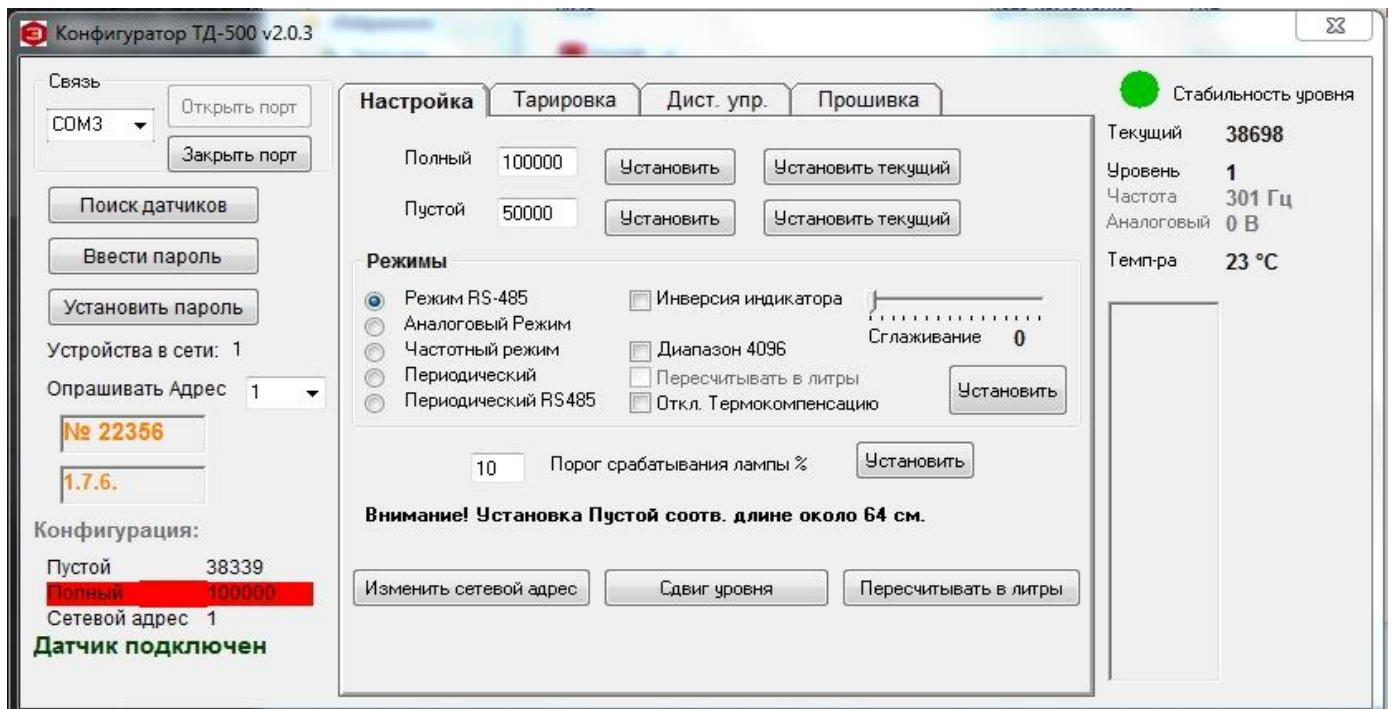 Конфигуратор ТД-500 v2.0.3
Связь
COM3
Открыть порт
Закрыть порт
Поиск датчиков
Ввести пароль
Установить пароль
Устройства в сети: 1
Опрашивать Адрес 1
№ 22356
1.7.6.
Конфигурация:
Пустой 38339
Полный 100000
Сетевой адрес 1
Датчик подключен
Настройка Тарировка Дист. упр. Прошивка
Полный 100000 Установить Установить текущий
Пустой 50000 Установить Установить текущий
Режимы
Режим RS-485
Аналоговый Режим
Частотный режим
Периодический
Периодический RS485
Инверсия индикатора
Диапазон 4096
Пересчитывать в литры
Откл. Термокомпенсацию
Сглаживание 0
Установить
10 Порог срабатывания лампы % Установить
Внимание! Установка Пустой соотв. длине около 64 см.
Изменить сетевой адрес Сдвиг уровня Пересчитывать в литры
Стабильность уровня
Текущий 38698
Уровень 1
Частота 301 Гц
Аналоговый 0 В
Темп-ра 23 °C